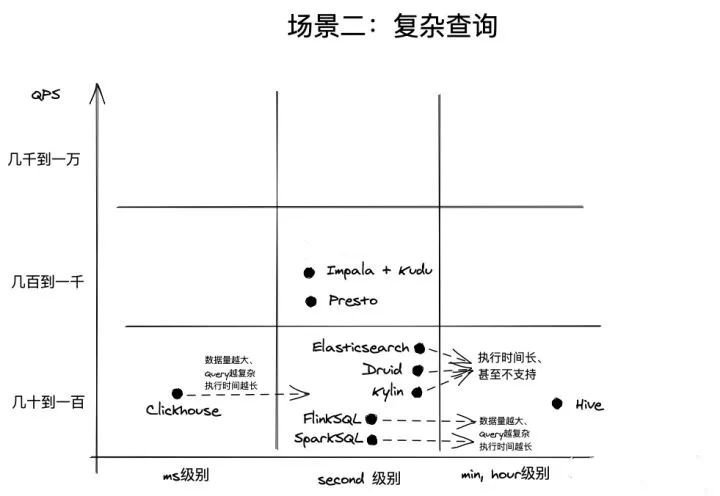 场景二：复杂查询
QPS
几千到一万
几百到一千
Impala + Kudu
Presto
Elasticsearch
Druid
Kylin
执行时间长、
甚至不支持
数据量越大、
Query越复杂
执行时间越长
几十到一百
Clickhouse
Hive
FlinkSQL
SparkSQL
数据量越大、
Query越复杂
执行时间越长
ms级别
second 级别
min, hour级别